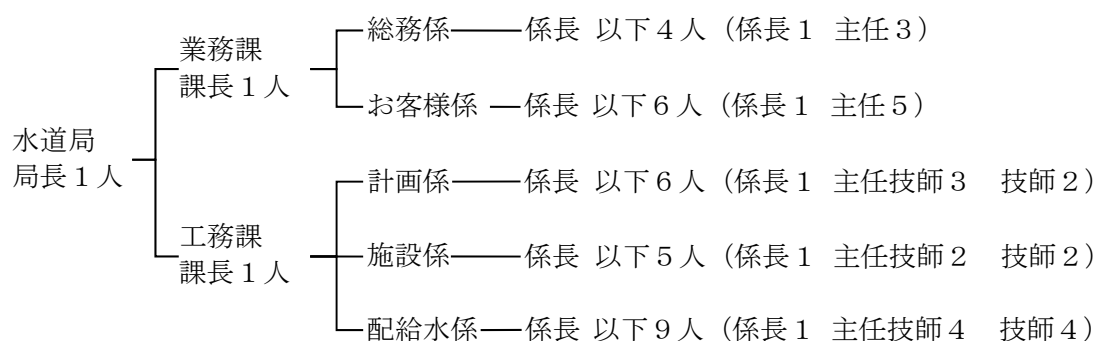 水道局
局長１人
業務課
課長１人
総務係 係長 以下４人（係長１ 主任３）
お客様係 係長 以下６人（係長１ 主任５）
工務課
課長１人
計画係 係長 以下６人（係長１ 主任技師３ 技師２）
施設係 係長 以下５人（係長１ 主任技師２ 技師２）
配給水係 係長 以下９人（係長１ 主任技師４ 技師４）